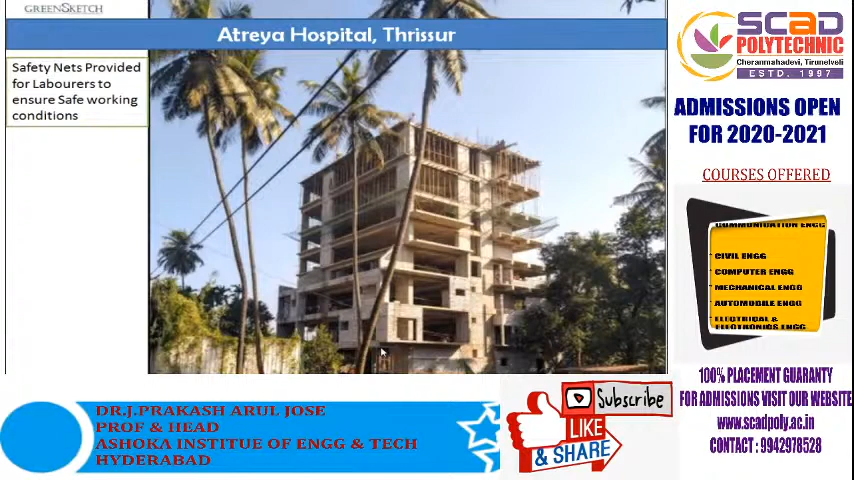 GREENSKETCH
Atreya Hospital, Thrissur
Safety Nets Provided
for Labourers to
ensure Safe working
conditions
SCAD
POLYTECHNIC
Cheranmahadevi, Tirunelveli
ESTD. 1997
ADMISSIONS OPEN
FOR 2020-2021
COURSES OFFERED
COMMUNICATION ENGG
CIVIL ENGG
COMPUTER ENGG
MECHANICAL ENGG
AUTOMOBILE ENGG
ELECTRICAL &
ELECTRONICS ENGG
100% PLACEMENT GUARANTY
FOR ADMISSIONS VISIT OUR WEBSITE
www.scadpoly.ac.in
CONTACT : 9942978528
DR.J.PRAKASH ARUL JOSE
PROF & HEAD
ASHOKA INSTITUE OF ENGG & TECH
HYDERABAD
Subscribe
LIKE
& SHARE